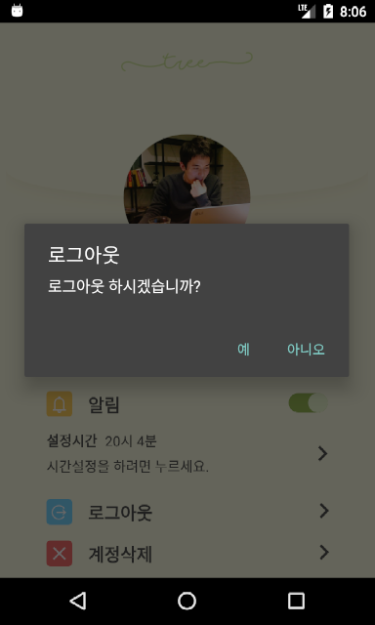 LTE 8:06
tree
로그아웃
로그아웃 하시겠습니까?
예 아니오
알림
설정시간 20시 4분
시간설정을 하려면 누르세요.
로그아웃
계정삭제